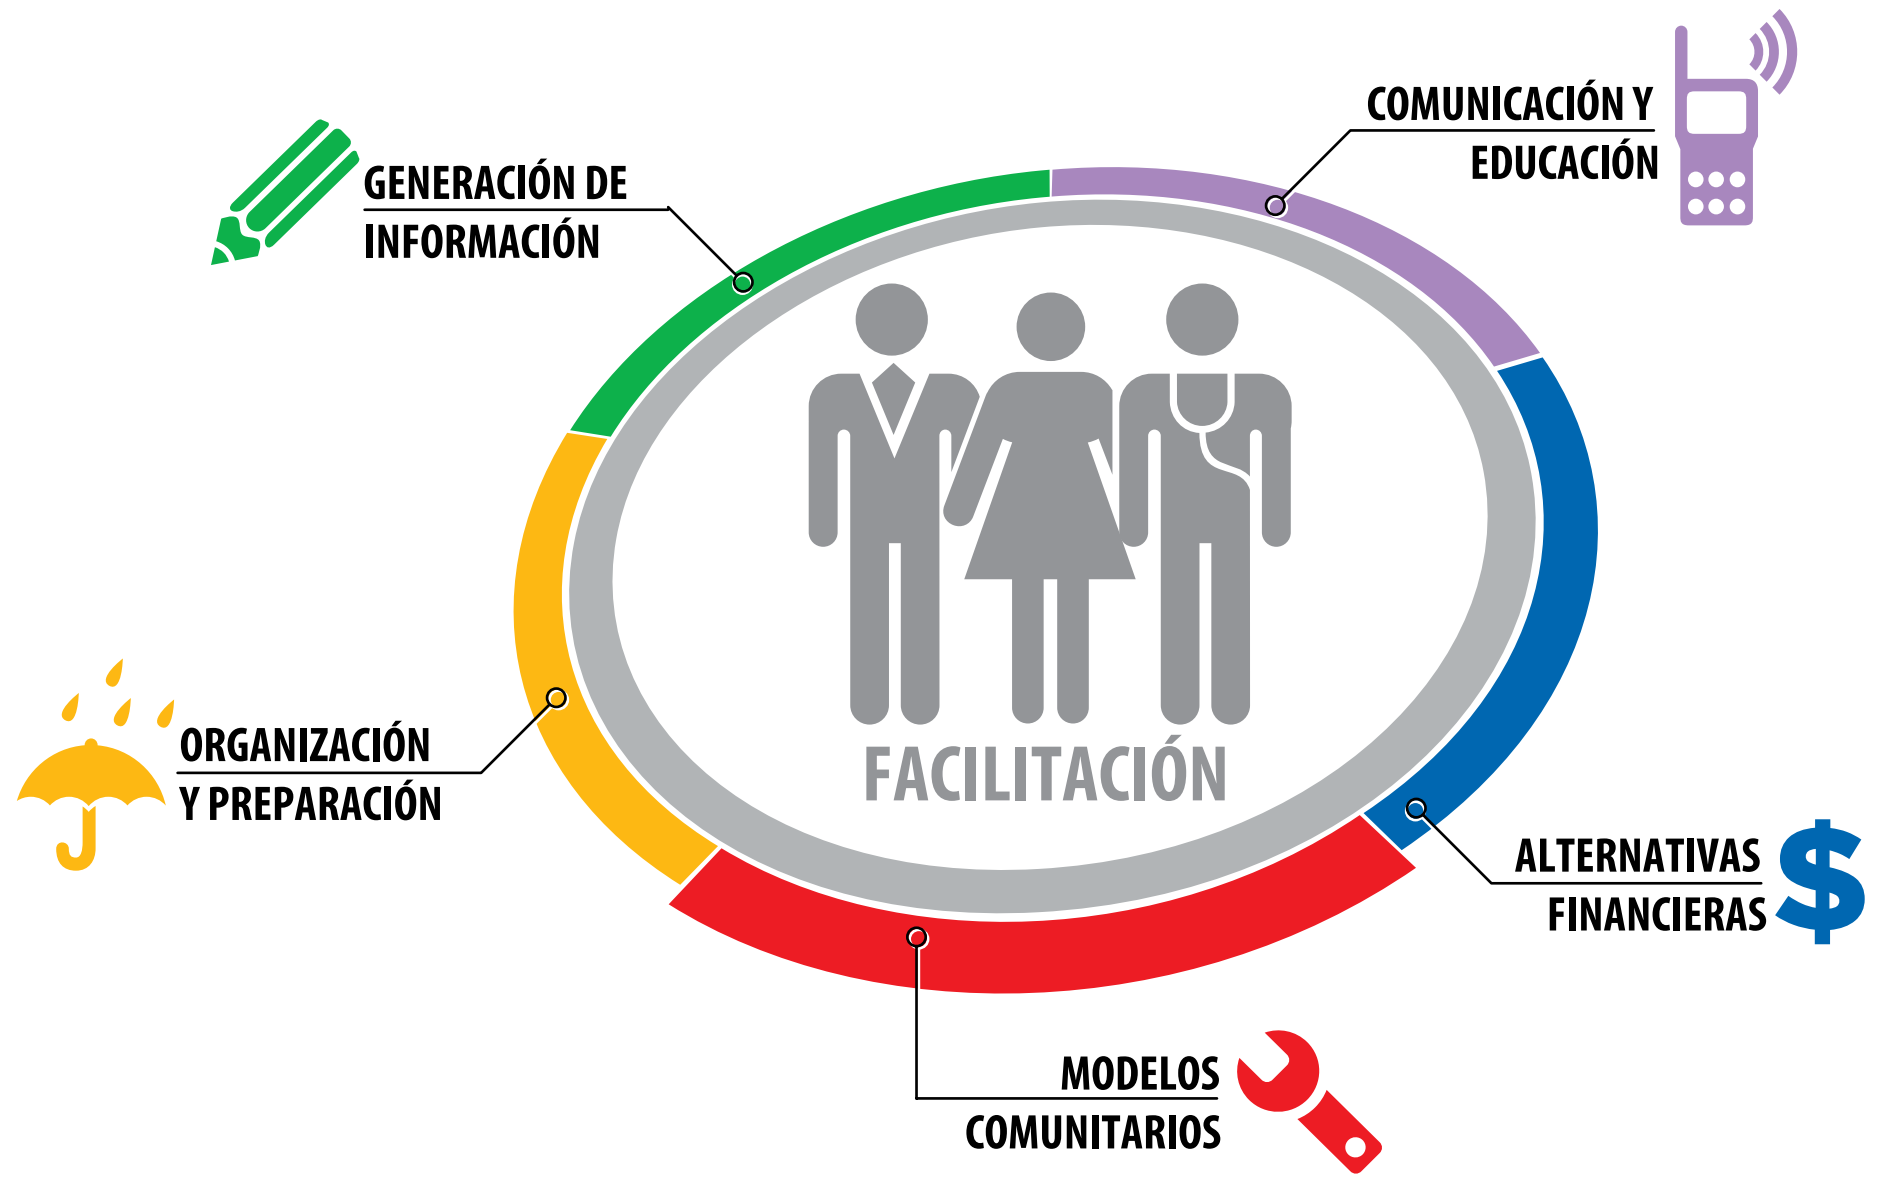 COMUNICACIÓN Y
EDUCACIÓN
GENERACIÓN DE
INFORMACIÓN
FACILITACIÓN
ORGANIZACIÓN
Y PREPARACIÓN
ALTERNATIVAS
FINANCIERAS
$
MODELOS
COMUNITARIOS